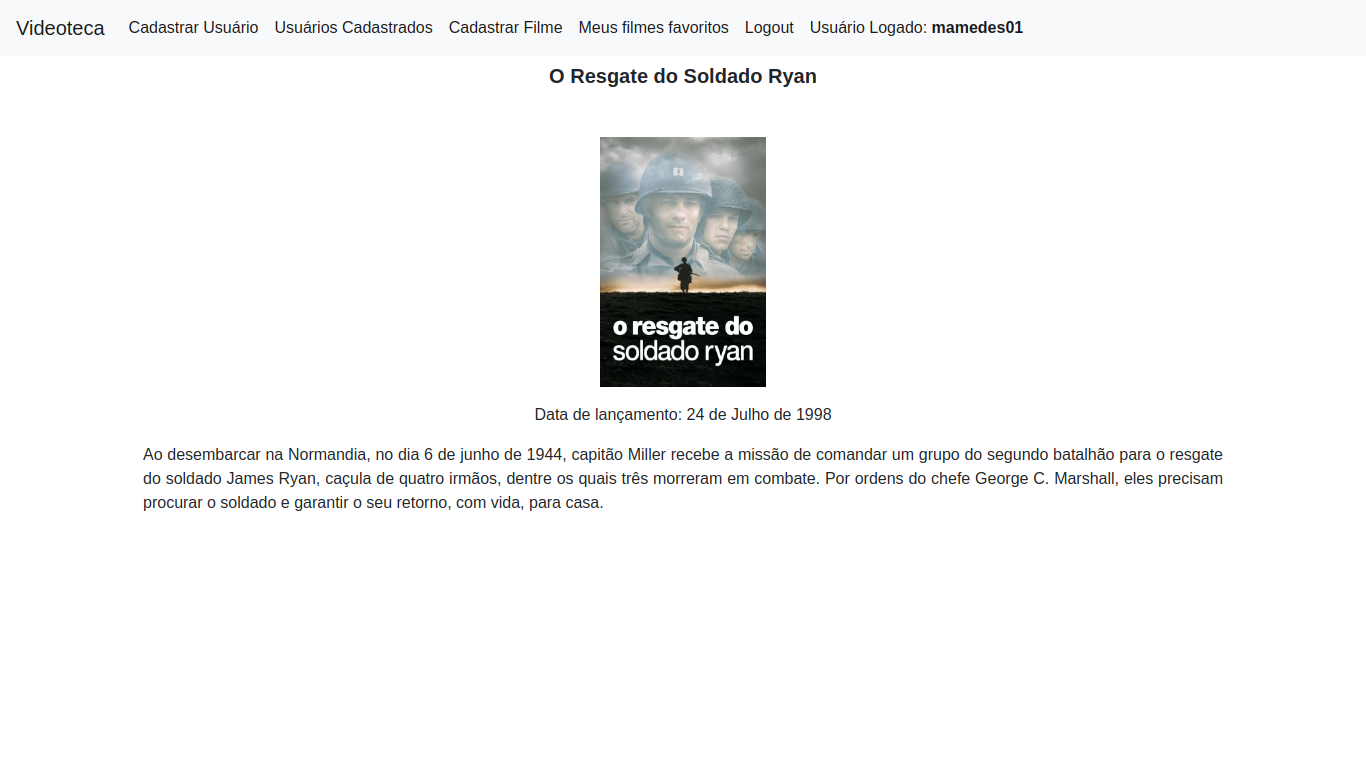 Videoteca Cadastrar Usuário Usuários Cadastrados Cadastrar Filme Meus filmes favoritos Logout Usuário Logado: mamedes01
O Resgate do Soldado Ryan
o resgate do
soldado ryan
Data de lançamento: 24 de Julho de 1998
Ao desembarcar na Normandia, no dia 6 de junho de 1944, capitão Miller recebe a missão de comandar um grupo do segundo batalhão para o resgate
do soldado James Ryan, caçula de quatro irmãos, dentre os quais três morreram em combate. Por ordens do chefe George C. Marshall, eles precisam
procurar o soldado e garantir o seu retorno, com vida, para casa.